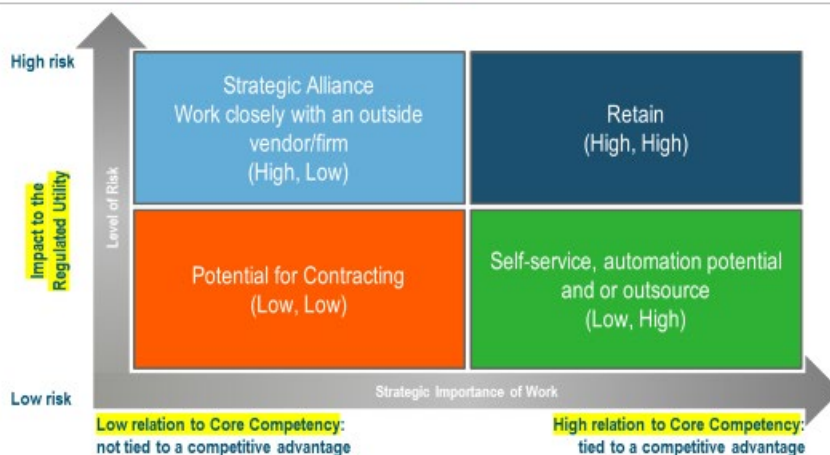 High risk
Strategic Alliance
Work closely with an outside
vendor/firm
(High, Low)
Retain
(High, High)
Impact to the
Regulated Utility
Level of Risk
Potential for Contracting
(Low, Low)
Self-service, automation potential
and or outsource
(Low, High)
Low risk
Strategic Importance of Work
Low relation to Core Competency:
not tied to a competitive advantage
High relation to Core Competency:
tied to a competitive advantage